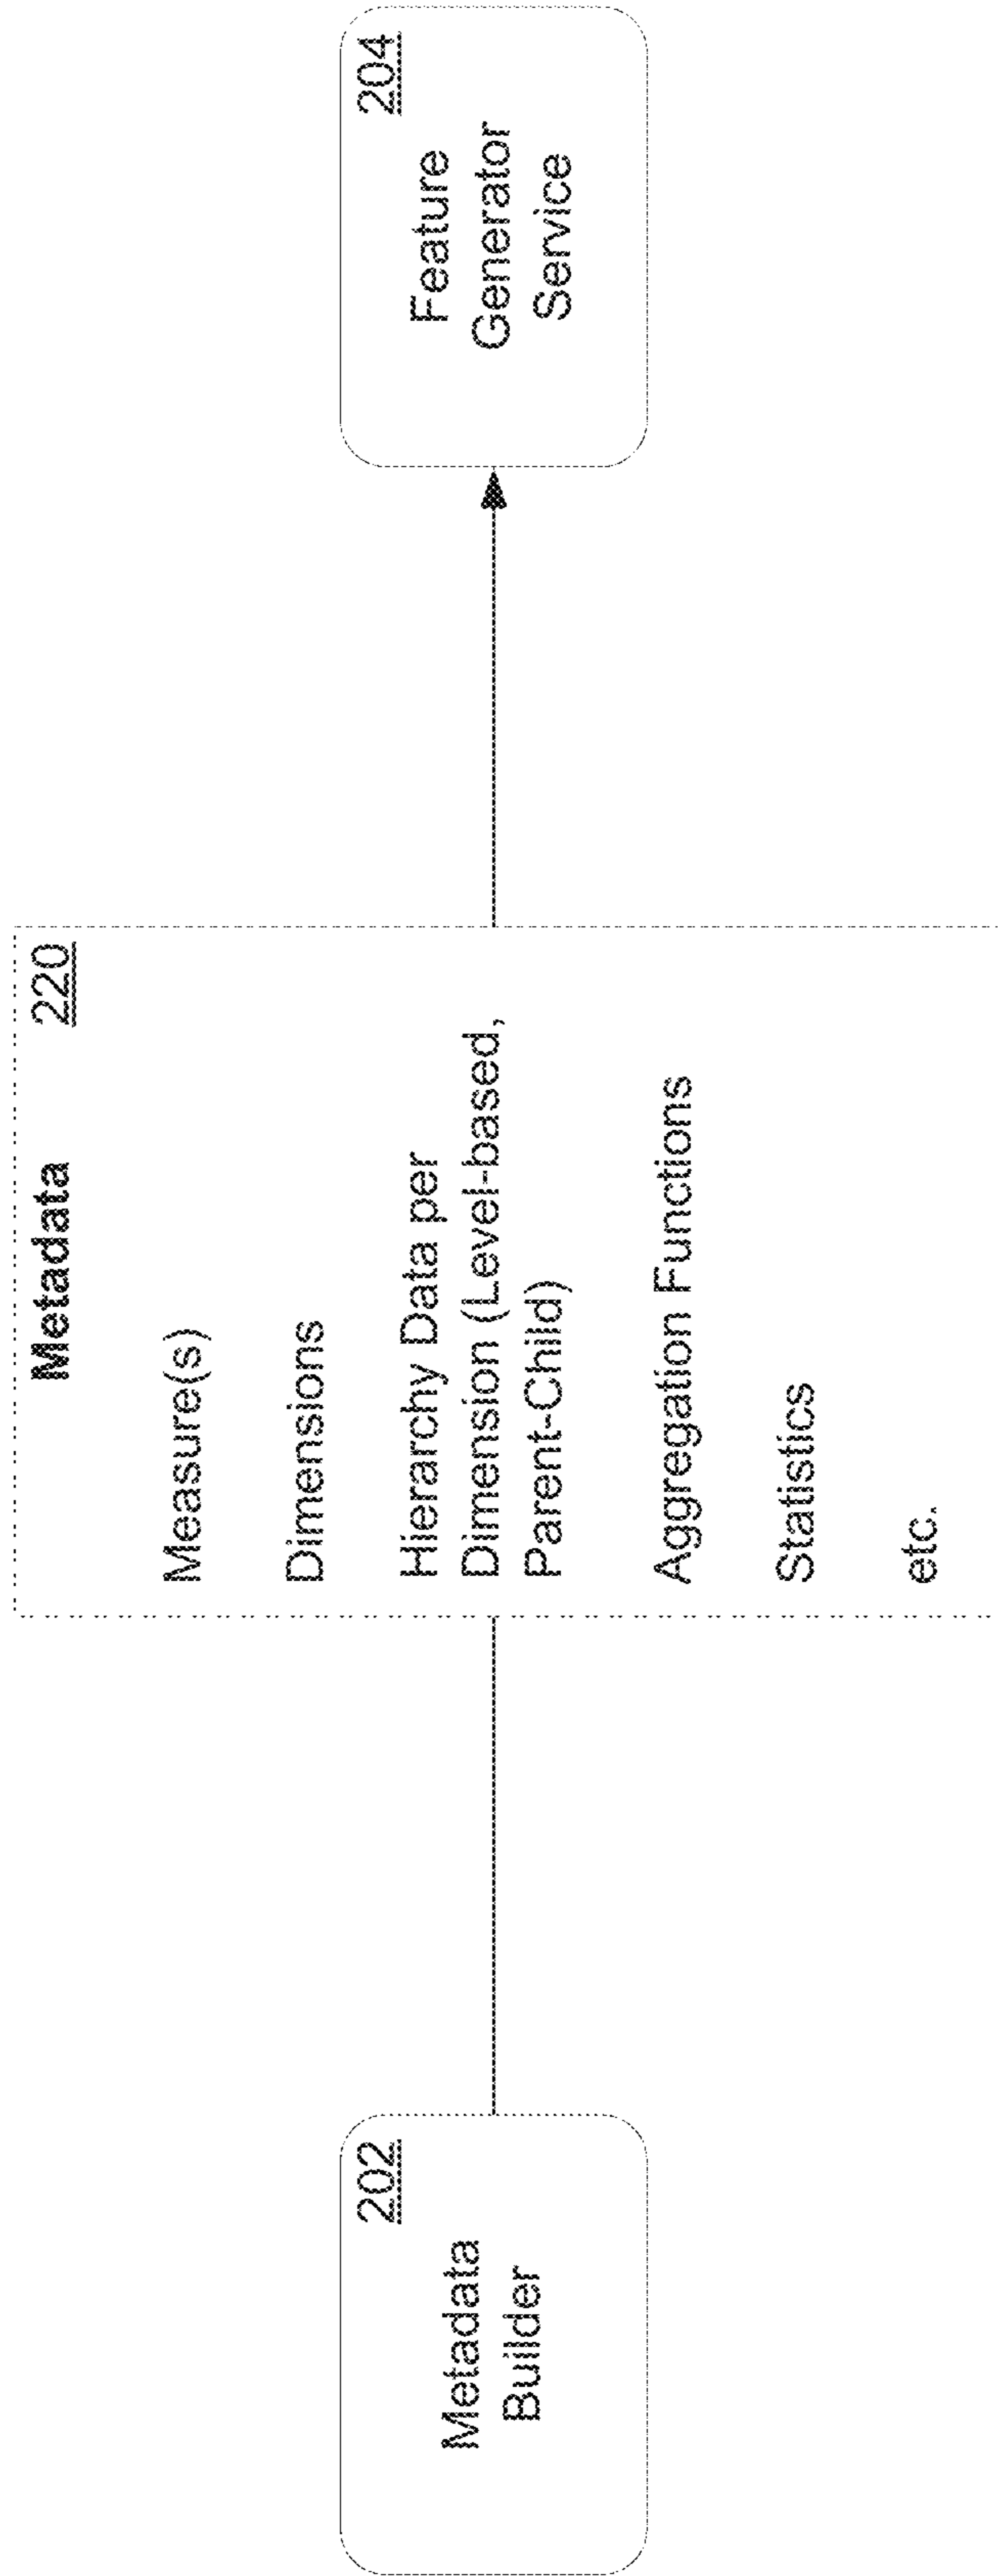 202
Metadata
Builder
Metadata
220
Measure(s)
Dimensions
Hierarchy Data per
Dimension (Level-based,
Parent-Child)
Aggregation Functions
Statistics
etc.
204
Feature
Generator
Service